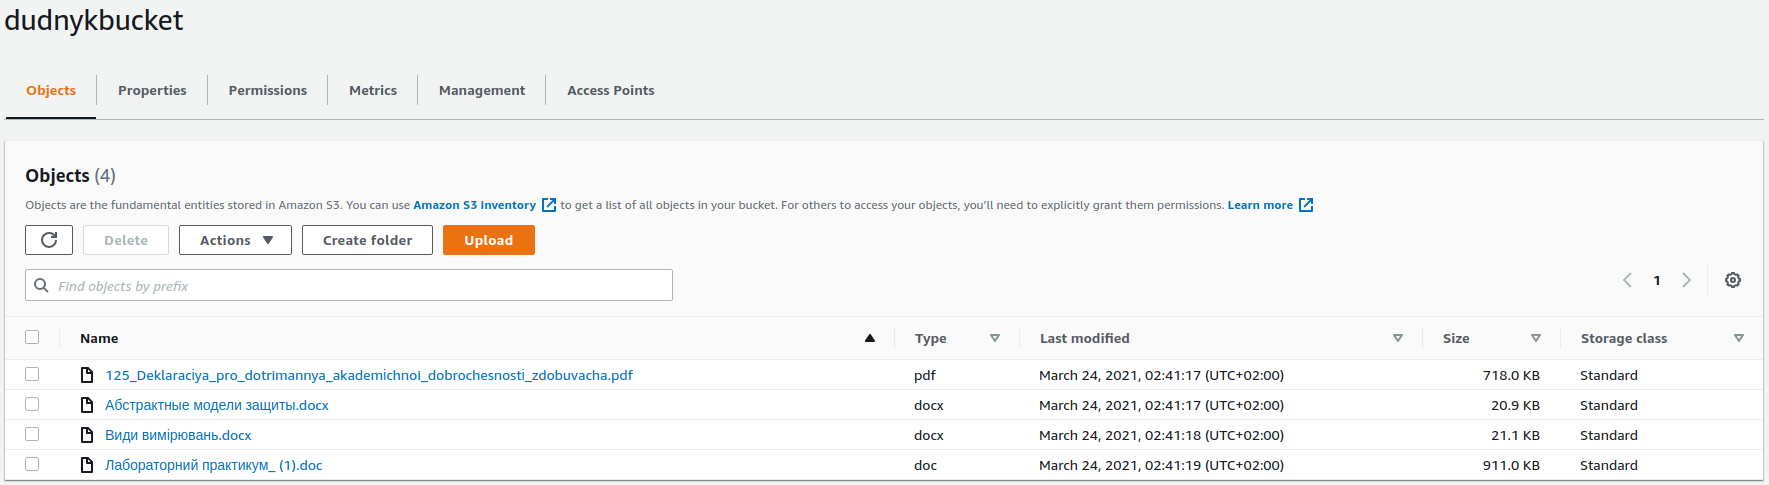 dudnykbucket
Objects Properties Permissions Metrics Management Access Points
Objects (4)
Objects are the fundamental entities stored in Amazon S3. You can use Amazon S3 inventory to get a list of all objects in your bucket. For others to access your objects, you'll need to explicitly grant them permissions. Learn more
Delete Actions Create folder Upload
Find objects by prefix
1
Name Type Last modified Size Storage class
125_Deklaraciya_pro_dotrimannya_akademichnoi_dobrochesnosti_zdobuvacha.pdf pdf March 24, 2021, 02:41:17 (UTC+02:00) 718.0 KB Standard
Абстрактные модели защиты.docx docx March 24, 2021, 02:41:17 (UTC+02:00) 20.9 KB Standard
Види вимірювань.docx docx March 24, 2021, 02:41:18 (UTC+02:00) 21.1 KB Standard
Лабораторний практикум_ (1).doc doc March 24, 2021, 02:41:19 (UTC+02:00) 911.0 KB Standard